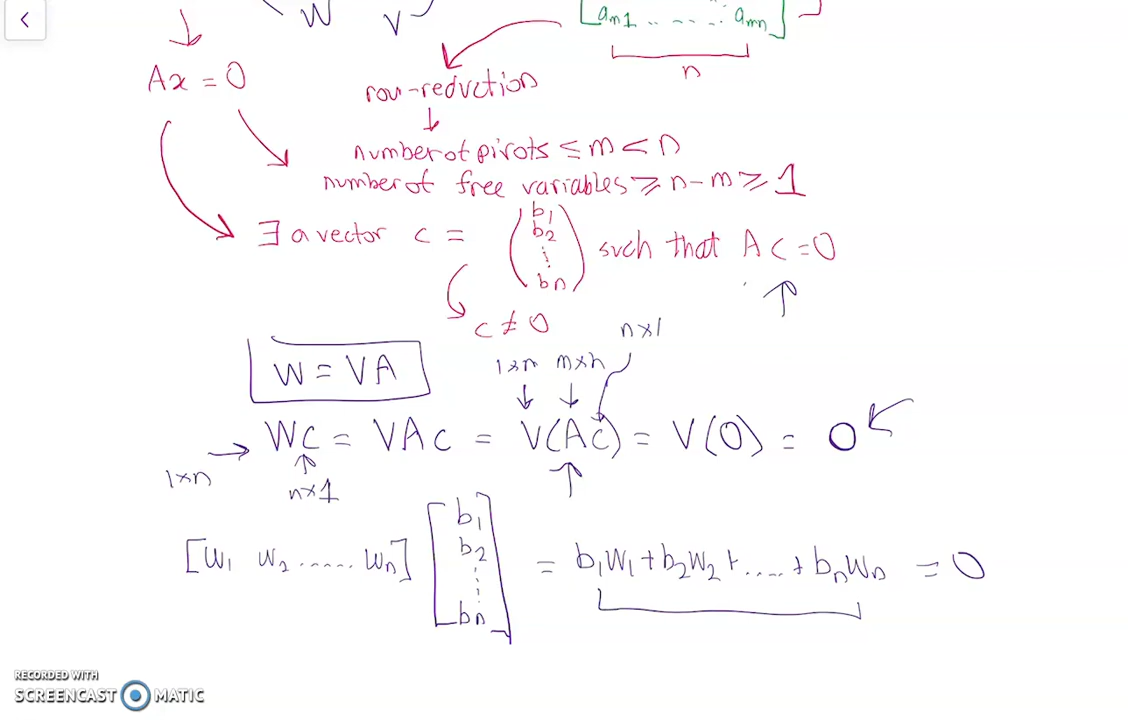 W V
[a_m1 ....... a_mn]
n
Ax = 0
row-reduction
number of pivots ≤ m < n
number of free variables ≥ n-m ≥ 1
∃ a vector c = (b1 b2 ⋮ bn) such that Ac = 0
c ≠ 0
n×1
W = VA
1×m m×n
Wc = VAc = V(Ac) = V(0) = 0
1×n
n×1
[w1 w2 ...... wn] [b1 b2 ⋮ bn] = b1w1 + b2w2 + .... + bnwn = 0
RECORDED WITH
SCREENCAST MATIC